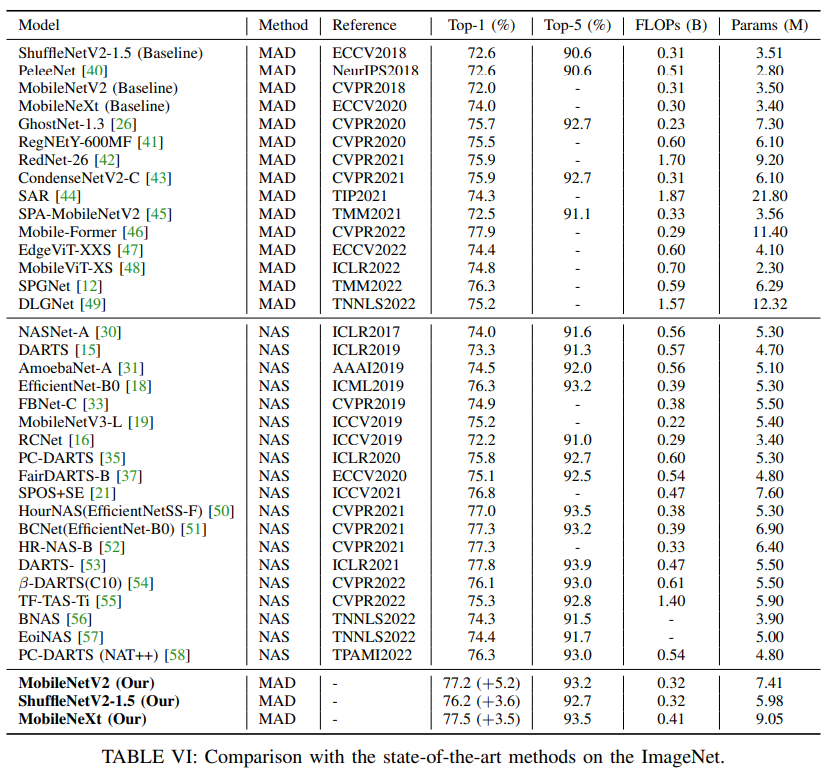 Model Method Reference Top-1 (%) Top-5 (%) FLOPs (B) Params (M)
ShuffleNetV2-1.5 (Baseline) MAD ECCV2018 72.6 90.6 0.31 3.51
PeleeNet [40] MAD NeurIPS2018 72.6 90.6 0.51 2.80
MobileNetV2 (Baseline) MAD CVPR2018 72.0 - 0.31 3.50
MobileNeXt (Baseline) MAD ECCV2020 74.0 - 0.30 3.40
GhostNet-1.3 [26] MAD CVPR2020 75.7 92.7 0.23 7.30
RegNEtY-600MF [41] MAD CVPR2020 75.5 - 0.60 6.10
RedNet-26 [42] MAD CVPR2021 75.9 - 1.70 9.20
CondenseNetV2-C [43] MAD CVPR2021 75.9 92.7 0.31 6.10
SAR [44] MAD TIP2021 74.3 - 1.87 21.80
SPA-MobileNetV2 [45] MAD TMM2021 72.5 91.1 0.33 3.56
Mobile-Former [46] MAD CVPR2022 77.9 - 0.29 11.40
EdgeViT-XXS [47] MAD ECCV2022 74.4 - 0.60 4.10
MobileViT-XS [48] MAD ICLR2022 74.8 - 0.70 2.30
SPGNet [12] MAD TMM2022 76.3 - 0.59 6.29
DLGNet [49] MAD TNNLS2022 75.2 - 1.57 12.32
NASNet-A [30] NAS ICLR2017 74.0 91.6 0.56 5.30
DARTS [15] NAS ICLR2019 73.3 91.3 0.57 4.70
AmoebaNet-A [31] NAS AAAI2019 74.5 92.0 0.56 5.10
EfficientNet-B0 [18] NAS ICML2019 76.3 93.2 0.39 5.30
FBNet-C [33] NAS CVPR2019 74.9 - 0.38 5.50
MobileNetV3-L [19] NAS ICCV2019 75.2 - 0.22 5.40
RCNet [16] NAS ICCV2019 72.2 91.0 0.29 3.40
PC-DARTS [35] NAS ICLR2020 75.8 92.7 0.60 5.30
FairDARTS-B [37] NAS ECCV2020 75.1 92.5 0.54 4.80
SPOS+SE [21] NAS ICCV2021 76.8 - 0.47 7.60
HourNAS(EfficientNetSS-F) [50] NAS CVPR2021 77.0 93.5 0.38 5.30
BCNet(EfficientNet-B0) [51] NAS CVPR2021 77.3 93.2 0.39 6.90
HR-NAS-B [52] NAS CVPR2021 77.3 - 0.33 6.40
DARTS- [53] NAS ICLR2021 77.8 93.9 0.47 5.50
β-DARTS(C10) [54] NAS CVPR2022 76.1 93.0 0.61 5.50
TF-TAS-Ti [55] NAS CVPR2022 75.3 92.8 1.40 5.90
BNAS [56] NAS TNNLS2022 74.3 91.5 - 3.90
EoiNAS [57] NAS TNNLS2022 74.4 91.7 - 5.00
PC-DARTS (NAT++) [58] NAS TPAMI2022 76.3 93.0 0.54 4.80
MobileNetV2 (Our) MAD - 77.2 (+5.2) 93.2 0.32 7.41
ShuffleNetV2-1.5 (Our) MAD - 76.2 (+3.6) 92.7 0.32 5.98
MobileNeXt (Our) MAD - 77.5 (+3.5) 93.5 0.41 9.05
TABLE VI: Comparison with the state-of-the-art methods on the ImageNet.